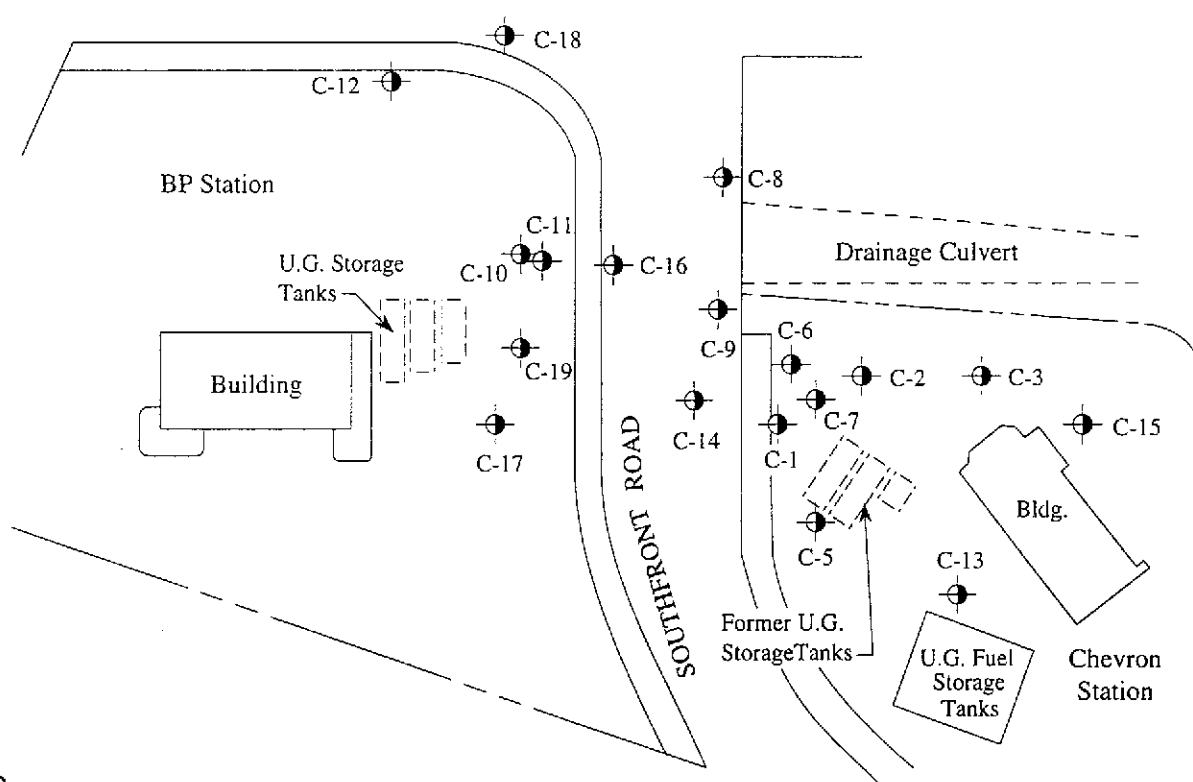 C-18
C-12
BP Station
C-8
C-11
C-10
C-16
U.G. Storage
Tanks
Drainage Culvert
C-6
C-9
C-19
C-2
C-3
Building
C-7
C-14
C-15
C-17
C-1
SOUTHFRONT ROAD
Bldg.
C-5
C-13
Former U.G.
StorageTanks
U.G. Fuel
Storage
Tanks
Chevron
Station